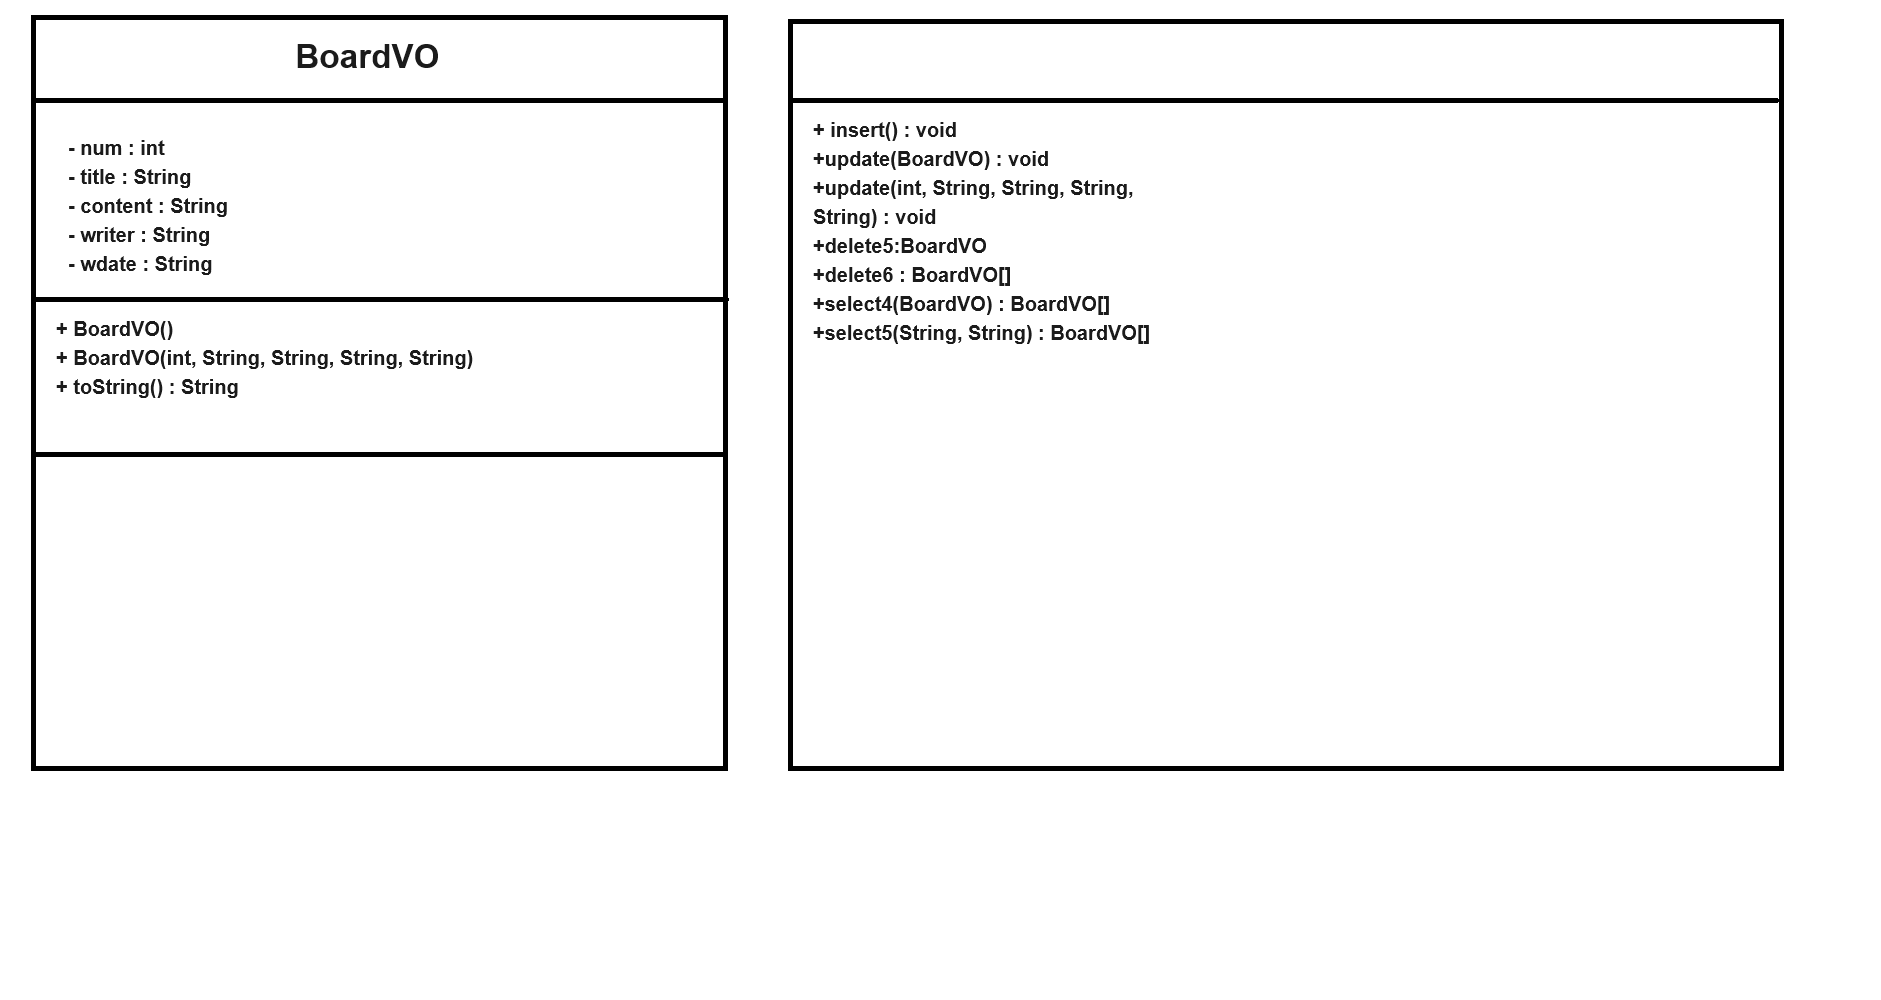 BoardVO
- num : int
- title : String
- content : String
- writer : String
- wdate : String
+ BoardVO()
+ BoardVO(int, String, String, String, String)
+ toString() : String
+ insert() : void
+update(BoardVO) : void
+update(int, String, String, String,
String) : void
+delete5:BoardVO
+delete6 : BoardVO[]
+select4(BoardVO) : BoardVO[]
+select5(String, String) : BoardVO[]